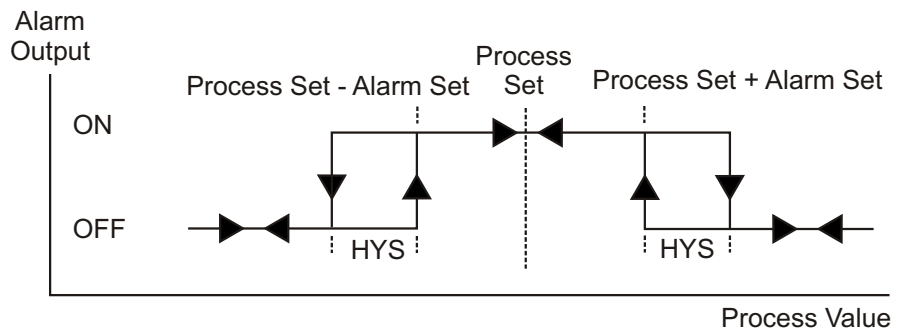 Alarm
Output
Process
Set
Process Set - Alarm Set
Process Set + Alarm Set
ON
OFF
HYS
HYS
Process Value